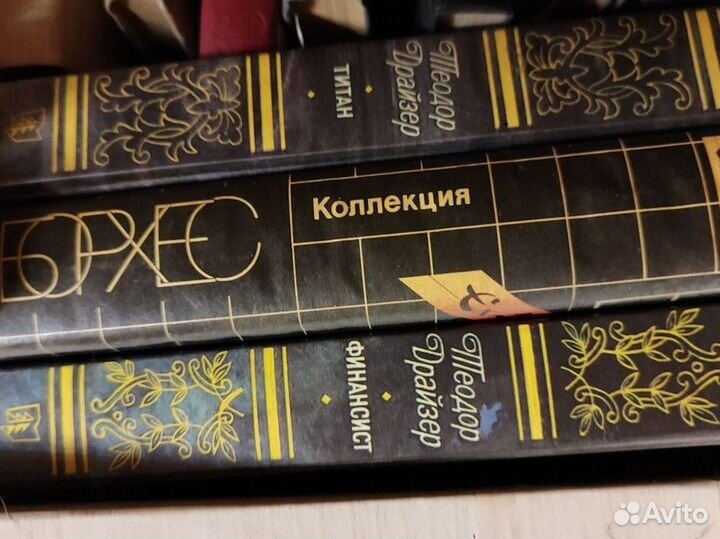 Теодор
Драйзер
ТИТАН
БОРХЕС
Коллекция
Теодор
Драйзер
ФИНАНСИСТ
Avito